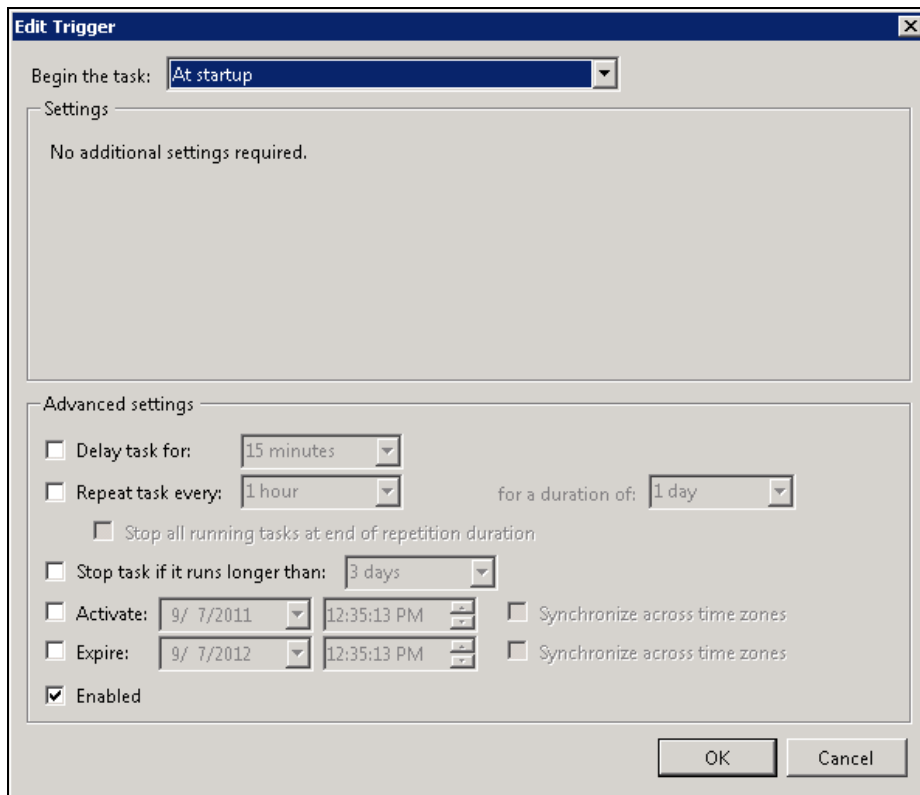 Edit Trigger
Begin the task: At startup
Settings
No additional settings required.
Advanced settings
Delay task for: 15 minutes
Repeat task every: 1 hour for a duration of: 1 day
Stop all running tasks at end of repetition duration
Stop task if it runs longer than: 3 days
Activate: 9/ 7/2011 12:35:13 PM Synchronize across time zones
Expire: 9/ 7/2012 12:35:13 PM Synchronize across time zones
Enabled
OK Cancel